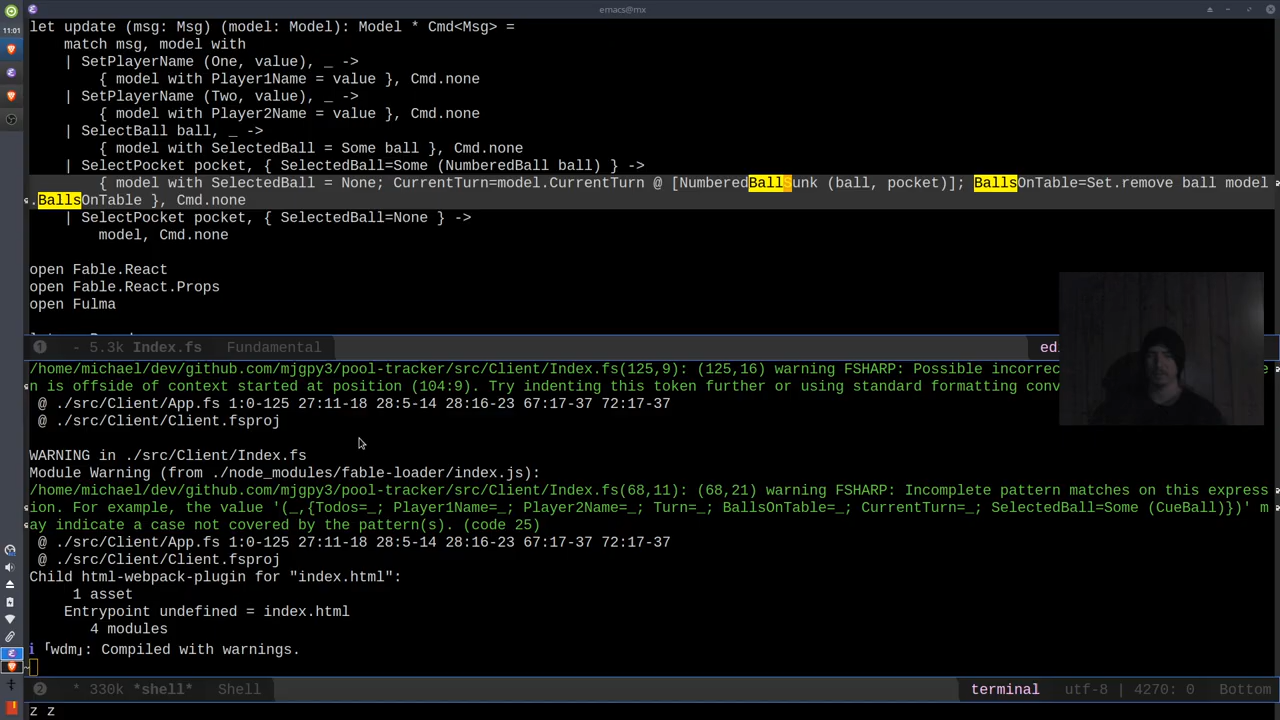 emacs@mx
11:01
let update (msg: Msg) (model: Model): Model * Cmd<Msg> =
match msg, model with
| SetPlayerName (One, value), _ ->
{ model with Player1Name = value }, Cmd.none
| SetPlayerName (Two, value), _ ->
{ model with Player2Name = value }, Cmd.none
| SelectBall ball, _ ->
{ model with SelectedBall = Some ball }, Cmd.none
| SelectPocket pocket, { SelectedBall=Some (NumberedBall ball) } ->
{ model with SelectedBall = None; CurrentTurn=model.CurrentTurn @ [NumberedBallSunk (ball, pocket)]; BallsOnTable=Set.remove ball model
.BallsOnTable }, Cmd.none
| SelectPocket pocket, { SelectedBall=None } ->
model, Cmd.none
open Fable.React
open Fable.React.Props
open Fulma
1 - 5.3k Index.fs Fundamental ed
/home/michael/dev/github.com/mjgpy3/pool-tracker/src/Client/Index.fs(125,9): (125,16) warning FSHARP: Possible incorrec
n is offside of context started at position (104:9). Try indenting this token further or using standard formatting conv
@ ./src/Client/App.fs 1:0-125 27:11-18 28:5-14 28:16-23 67:17-37 72:17-37
@ ./src/Client/Client.fsproj
WARNING in ./src/Client/Index.fs
Module Warning (from ./node_modules/fable-loader/index.js):
/home/michael/dev/github.com/mjgpy3/pool-tracker/src/Client/Index.fs(68,11): (68,21) warning FSHARP: Incomplete pattern matches on this express
ion. For example, the value '(_,{Todos=_; Player1Name=_; Player2Name=_; Turn=_; BallsOnTable=_; CurrentTurn=_; SelectedBall=Some (CueBall)})' m
ay indicate a case not covered by the pattern(s). (code 25)
@ ./src/Client/App.fs 1:0-125 27:11-18 28:5-14 28:16-23 67:17-37 72:17-37
@ ./src/Client/Client.fsproj
Child html-webpack-plugin for "index.html":
1 asset
Entrypoint undefined = index.html
4 modules
i ｢wdm｣: Compiled with warnings.
2 * 330k *shell* Shell terminal utf-8 | 4270: 0 Bottom
z z